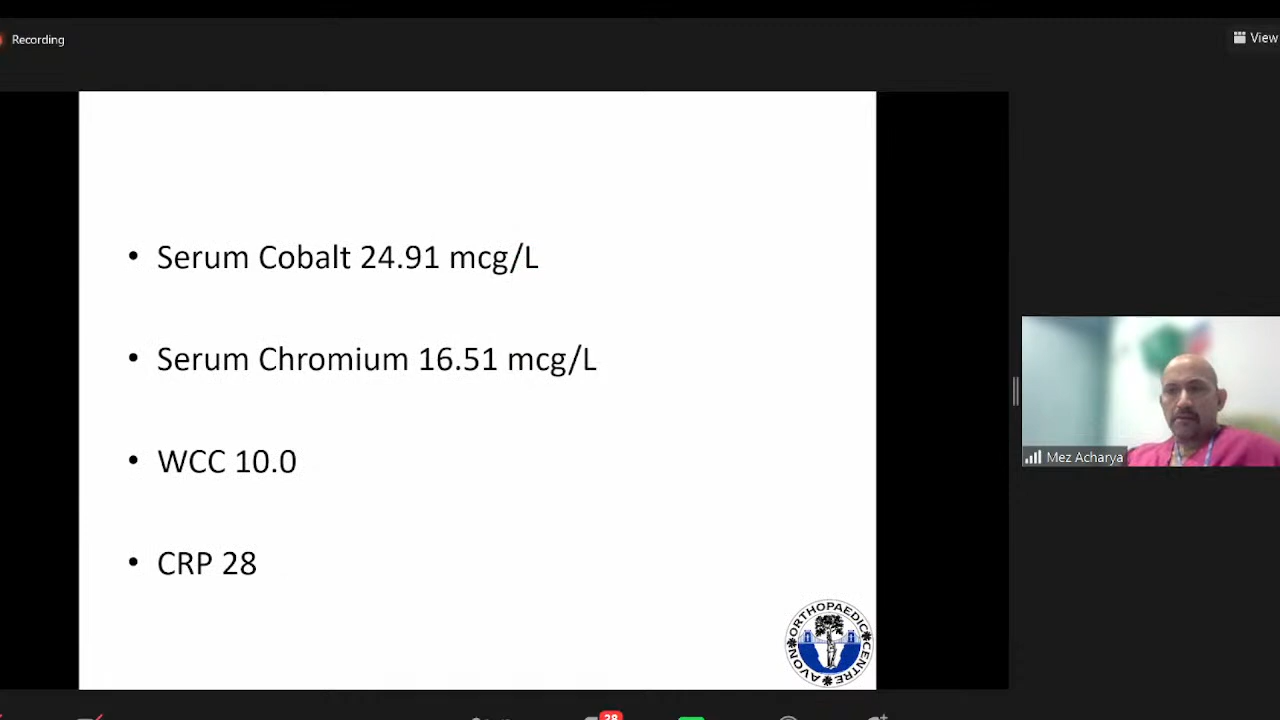 Recording
View
• Serum Cobalt 24.91 mcg/L
• Serum Chromium 16.51 mcg/L
• WCC 10.0
• CRP 28
Mez Acharya
AVON ORTHOPAEDIC CENTRE
28